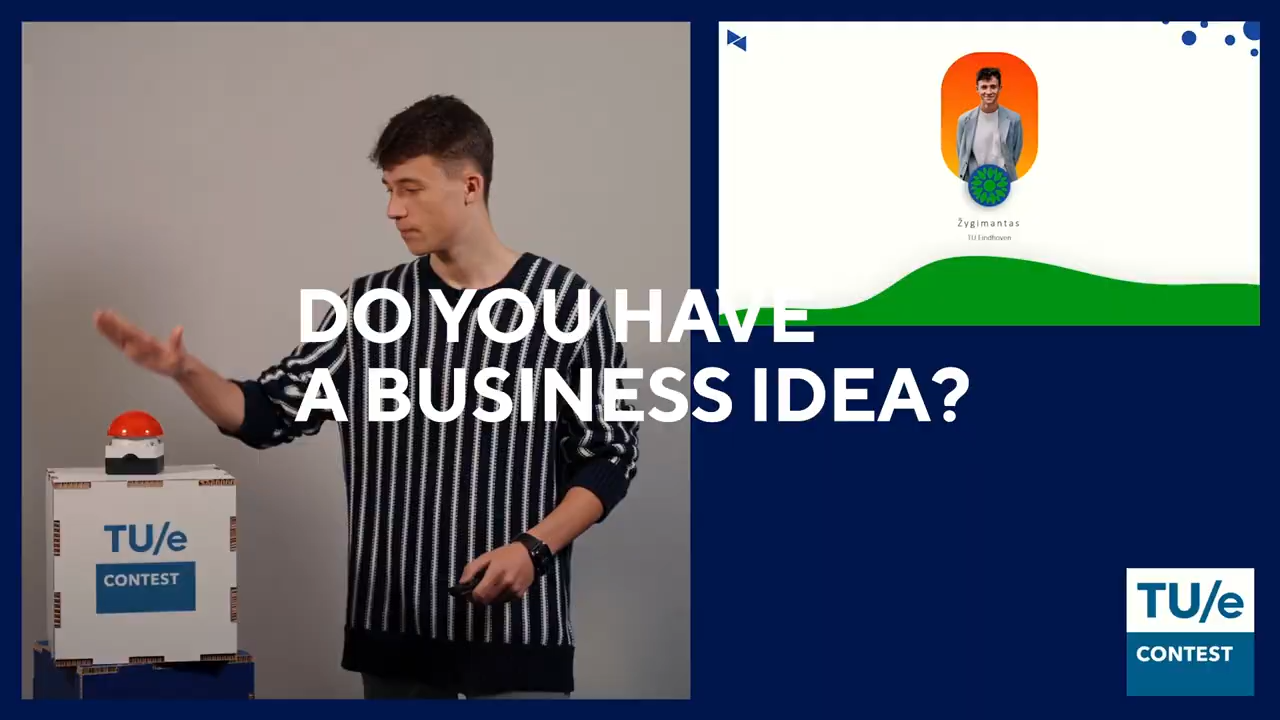 Žygimantas
TU Eindhoven
DO YOU HAVE
A BUSINESS IDEA?
TU/e
CONTEST
TU/e
CONTEST